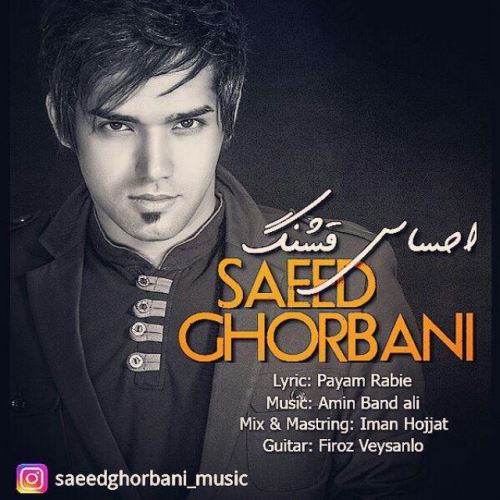 احساس قشنگ
SAEED
GHORBANI
Lyric: Payam Rabie
Music: Amin Band ali
Mix & Mastring: Iman Hojjat
Guitar: Firoz Veysanlo
saeedghorbani_music